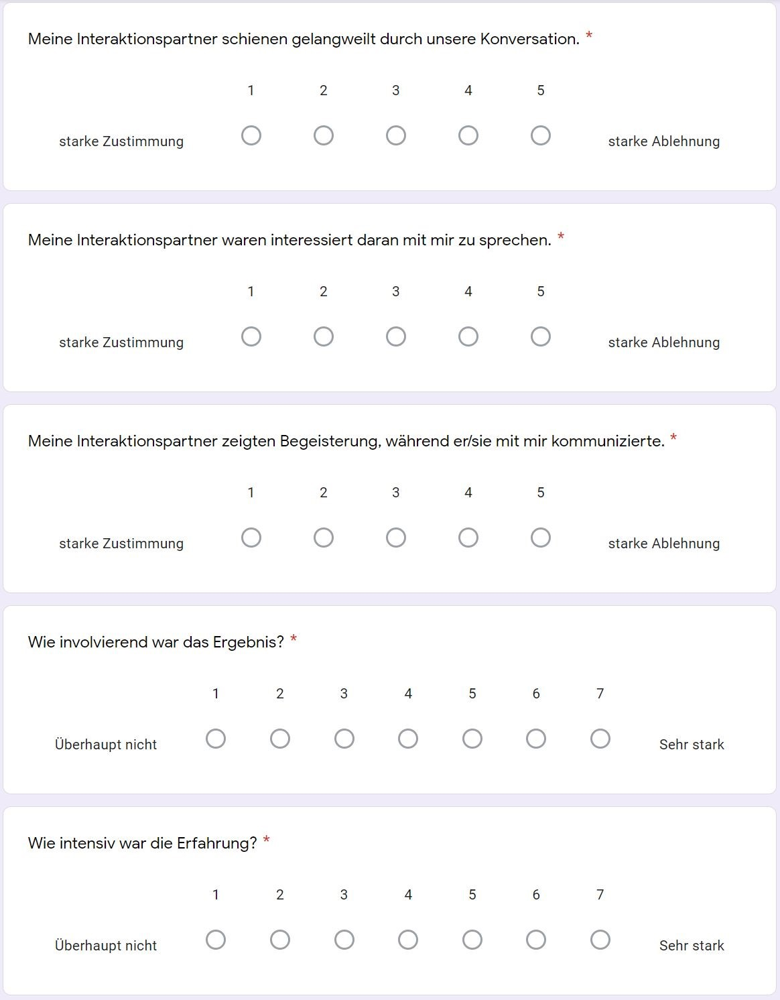 Meine Interaktionspartner schienen gelangweilt durch unsere Konversation. *
1 2 3 4 5
starke Zustimmung starke Ablehnung
Meine Interaktionspartner waren interessiert daran mit mir zu sprechen. *
1 2 3 4 5
starke Zustimmung starke Ablehnung
Meine Interaktionspartner zeigten Begeisterung, während er/sie mit mir kommunizierte. *
1 2 3 4 5
starke Zustimmung starke Ablehnung
Wie involvierend war das Ergebnis? *
1 2 3 4 5 6 7
Überhaupt nicht Sehr stark
Wie intensiv war die Erfahrung? *
1 2 3 4 5 6 7
Überhaupt nicht Sehr stark